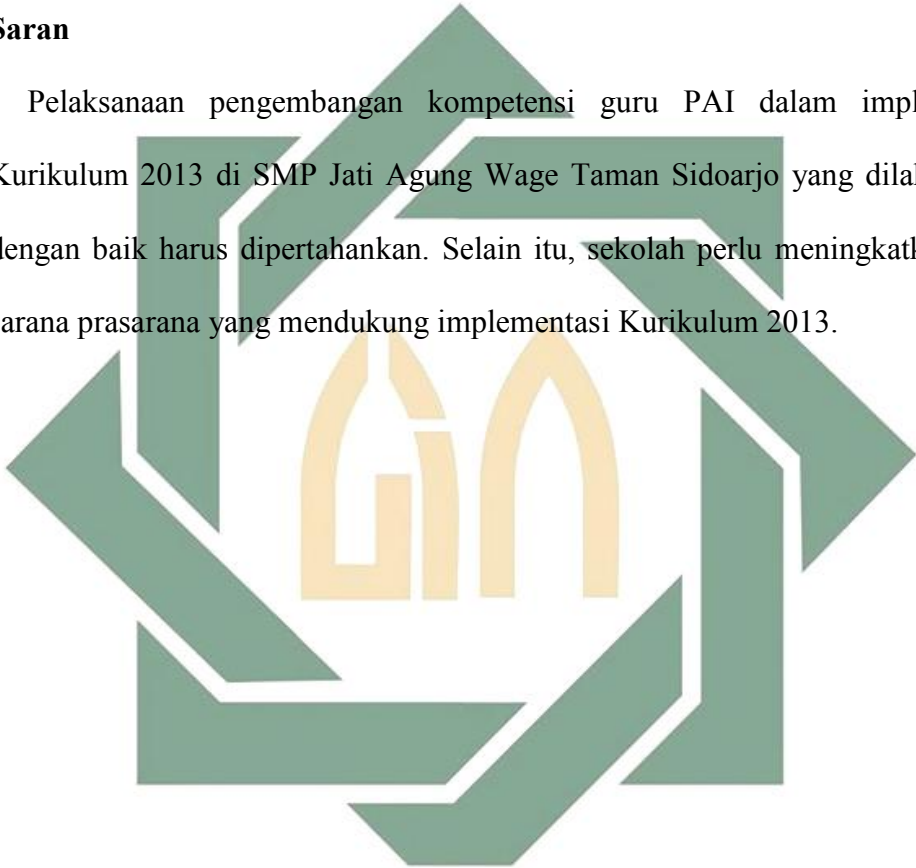 Saran
Pelaksanaan pengembangan kompetensi guru PAI dalam impl
Kurikulum 2013 di SMP Jati Agung Wage Taman Sidoarjo yang dila
dengan baik harus dipertahankan. Selain itu, sekolah perlu meningkatk
arana prasarana yang mendukung implementasi Kurikulum 2013.